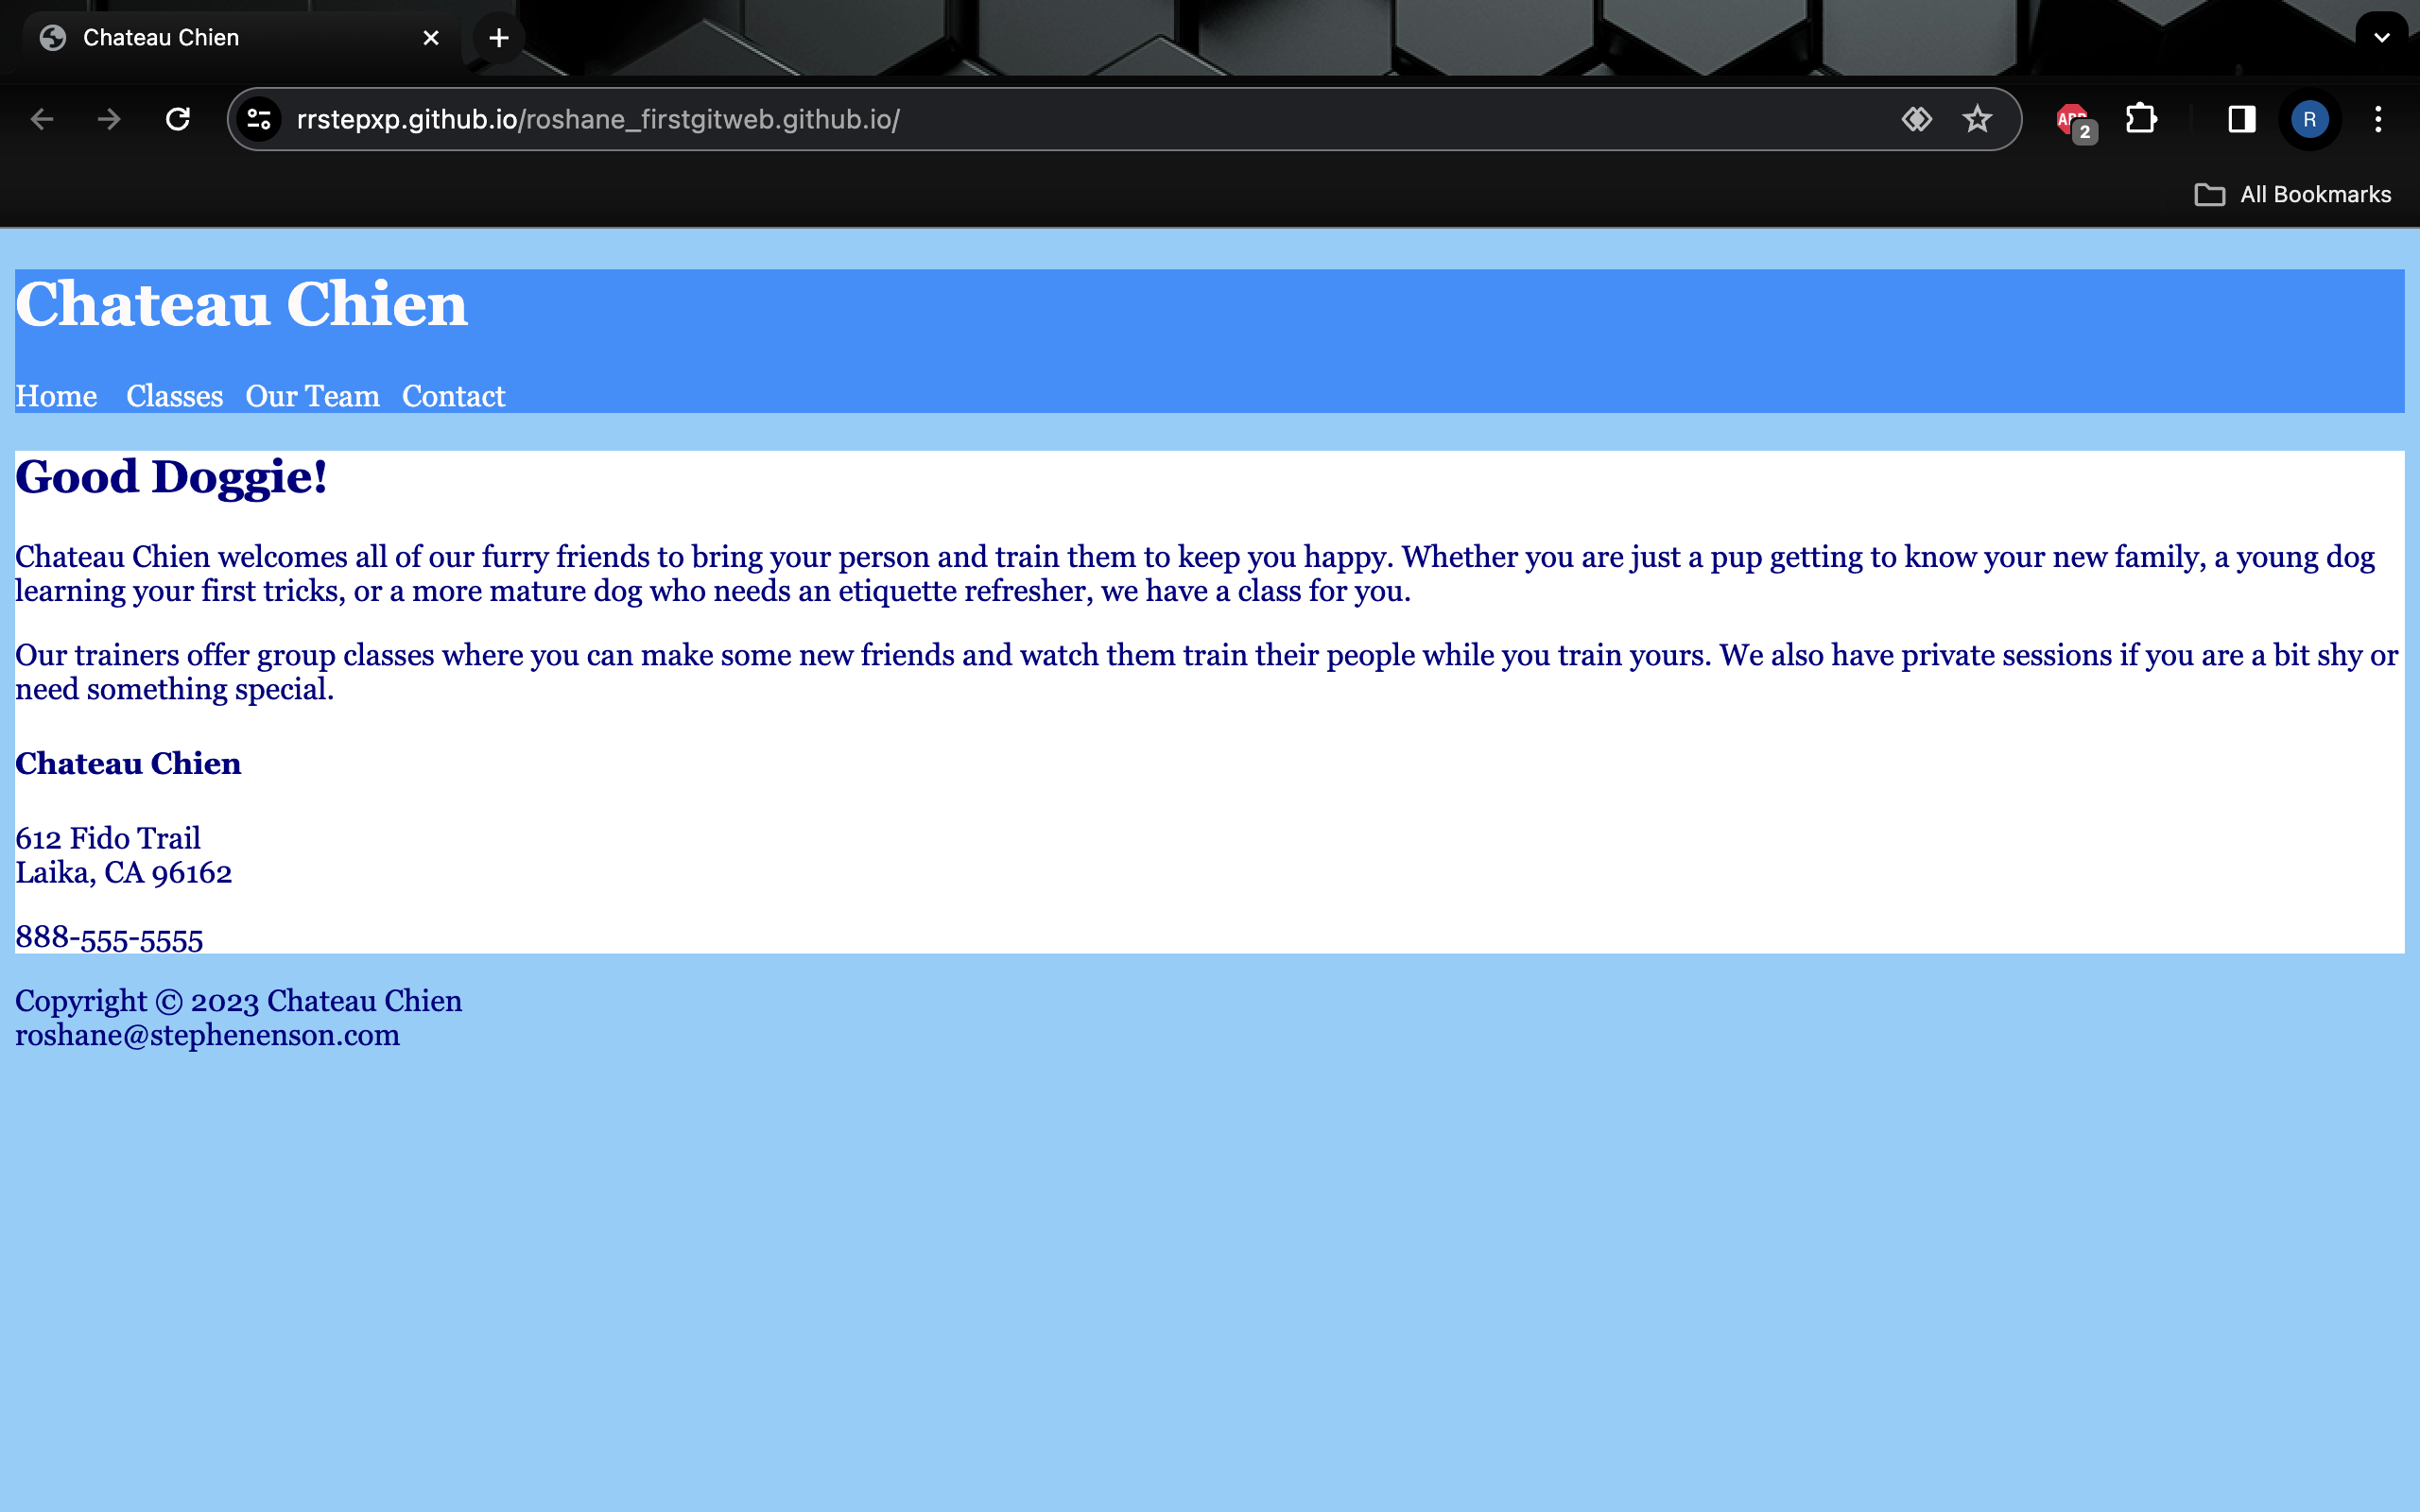 Chateau Chien
rrstepxp.github.io/roshane_firstgitweb.github.io/
ABP
2
R
All Bookmarks
Chateau Chien
Home Classes Our Team Contact
Good Doggie!
Chateau Chien welcomes all of our furry friends to bring your person and train them to keep you happy. Whether you are just a pup getting to know your new family, a young dog
learning your first tricks, or a more mature dog who needs an etiquette refresher, we have a class for you.
Our trainers offer group classes where you can make some new friends and watch them train their people while you train yours. We also have private sessions if you are a bit shy or
need something special.
Chateau Chien
612 Fido Trail
Laika, CA 96162
888-555-5555
Copyright © 2023 Chateau Chien
roshane@stephenenson.com